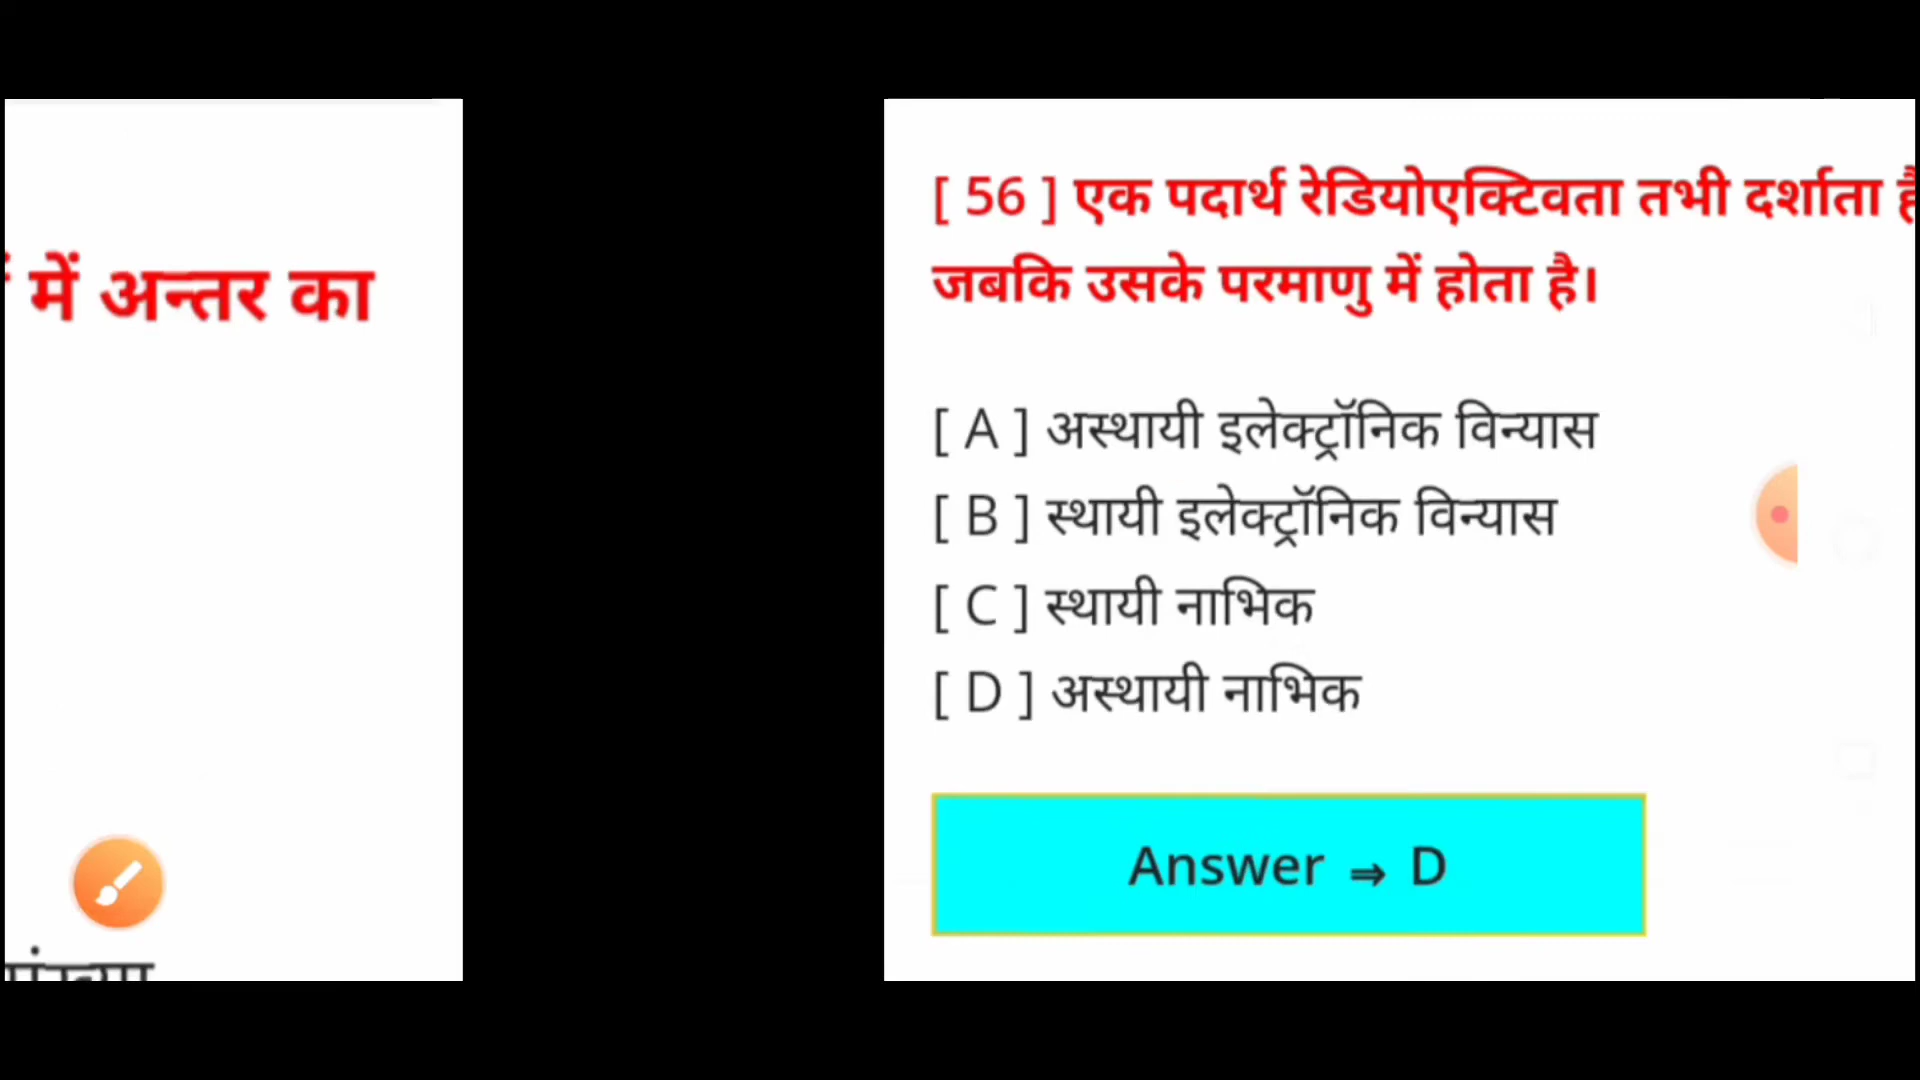 में अन्तर का
[ 56 ] एक पदार्थ रेडियोएक्टिवता तभी दर्शाता है
जबकि उसके परमाणु में होता है।
[ A ] अस्थायी इलेक्ट्रॉनिक विन्यास
[ B ] स्थायी इलेक्ट्रॉनिक विन्यास
[ C ] स्थायी नाभिक
[ D ] अस्थायी नाभिक
Answer ⇒ D